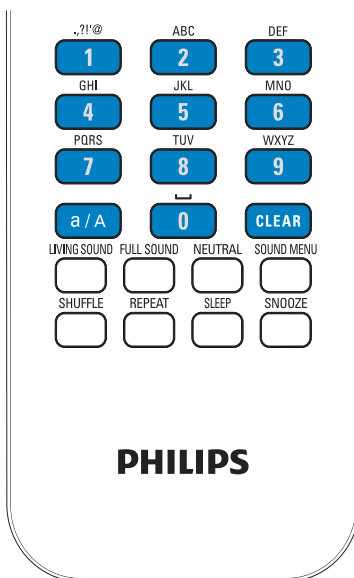 .,?!'@ ABC DEF
1 2 3
GHI JKL MNO
4 5 6
PQRS TUV WXYZ
7 8 9
a / A 0 CLEAR
LIVING SOUND FULL SOUND NEUTRAL SOUND MENU
SHUFFLE REPEAT SLEEP SNOOZE
PHILIPS